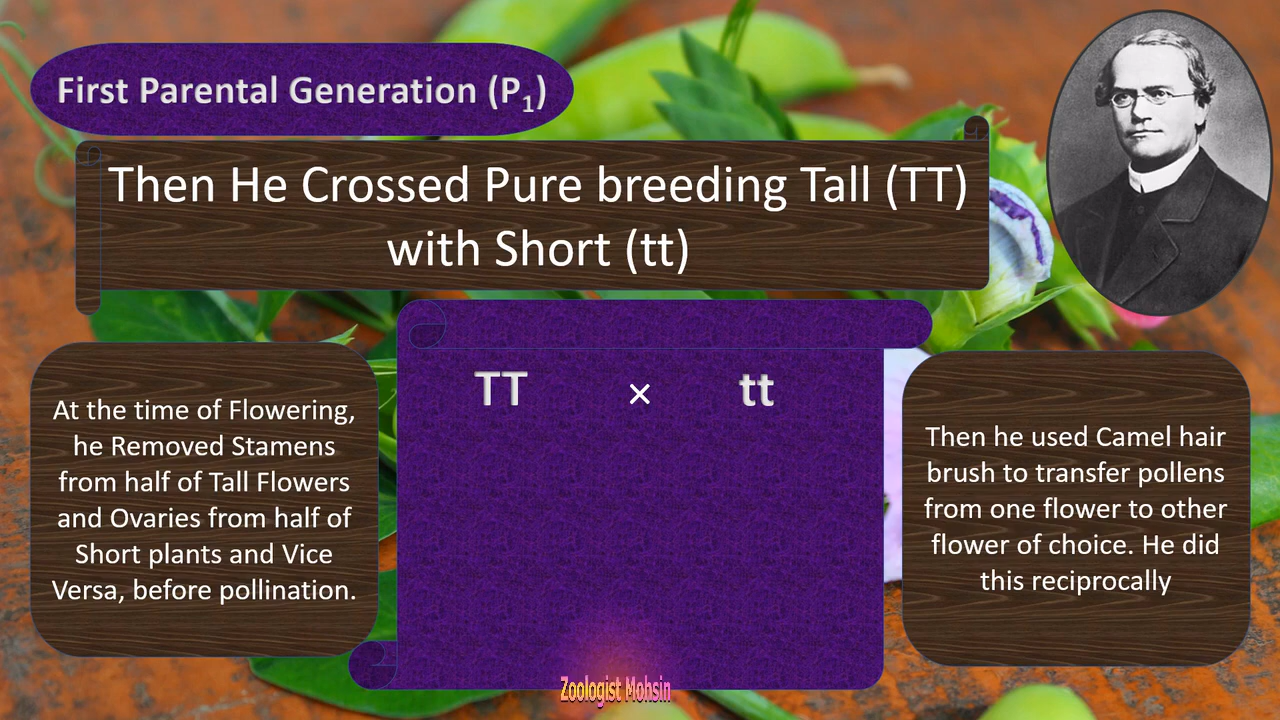 First Parental Generation (P₁)
Then He Crossed Pure breeding Tall (TT)
with Short (tt)
TT × tt
At the time of Flowering,
he Removed Stamens
from half of Tall Flowers
and Ovaries from half of
Short plants and Vice
Versa, before pollination.
Then he used Camel hair
brush to transfer pollens
from one flower to other
flower of choice. He did
this reciprocally
Zoologist Mohsin